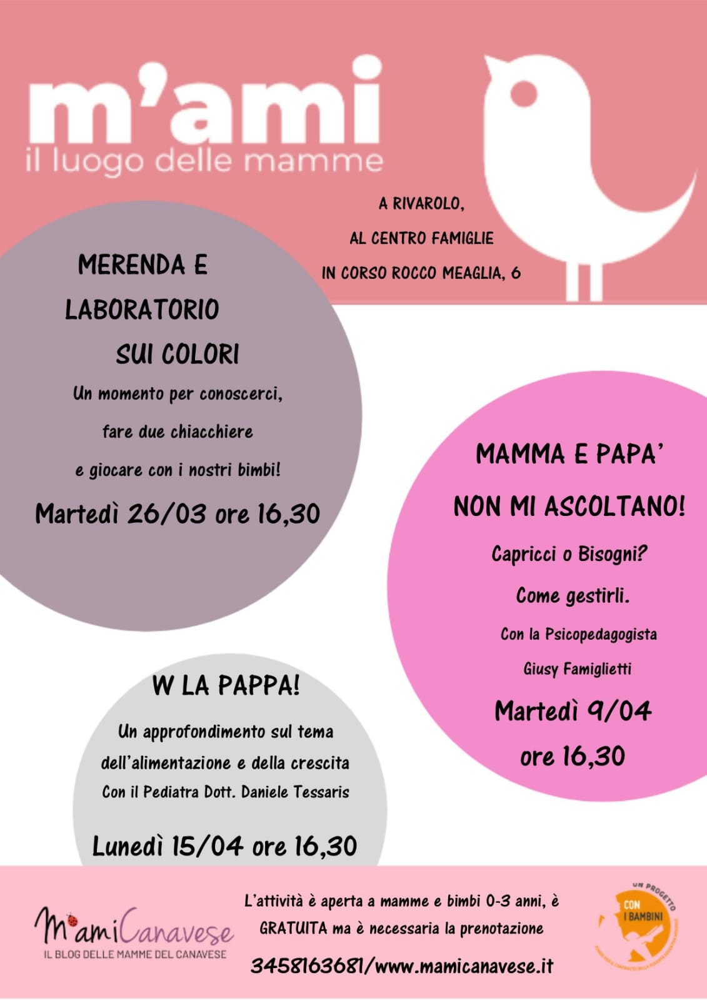 m'ami
il luogo delle mamme
A RIVAROLO,
AL CENTRO FAMIGLIE
IN CORSO ROCCO MEAGLIA, 6
MERENDA E
LABORATORIO
SUI COLORI
Un momento per conoscerci,
fare due chiacchiere
e giocare con i nostri bimbi!
Martedì 26/03 ore 16,30
MAMMA E PAPA'
NON MI ASCOLTANO!
Capricci o Bisogni?
Come gestirli.
Con la Psicopedagogista
Giusy Famiglietti
Martedì 9/04
ore 16,30
W LA PAPPA!
Un approfondimento sul tema
dell'alimentazione e della crescita
Con il Pediatra Dott. Daniele Tessaris
Lunedì 15/04 ore 16,30
M'ami Canavese
IL BLOG DELLE MAMME DEL CANAVESE
L'attività è aperta a mamme e bimbi 0-3 anni, è
GRATUITA ma è necessaria la prenotazione
3458163681/www.mamicanavese.it
UN PROGETTO
CON
I BAMBINI